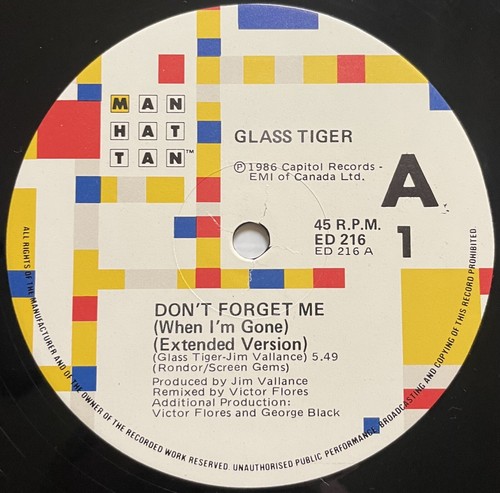 MAN
HAT
TAN™
GLASS TIGER
Ⓟ1986 Capitol Records -
EMI of Canada Ltd.
A
1
45 R.P.M.
ED 216
ED 216 A
DON'T FORGET ME
(When I'm Gone)
(Extended Version)
(Glass Tiger-Jim Vallance) 5.49
(Rondor/Screen Gems)
Produced by Jim Vallance
Remixed by Victor Flores
Additional Production:
Victor Flores and George Black
ALL RIGHTS OF THE MANUFACTURER AND OF THE OWNER OF THE RECORDED WORK RESERVED. UNAUTHORISED PUBLIC PERFORMANCE, BROADCASTING AND COPYING OF THIS RECORD PROHIBITED.